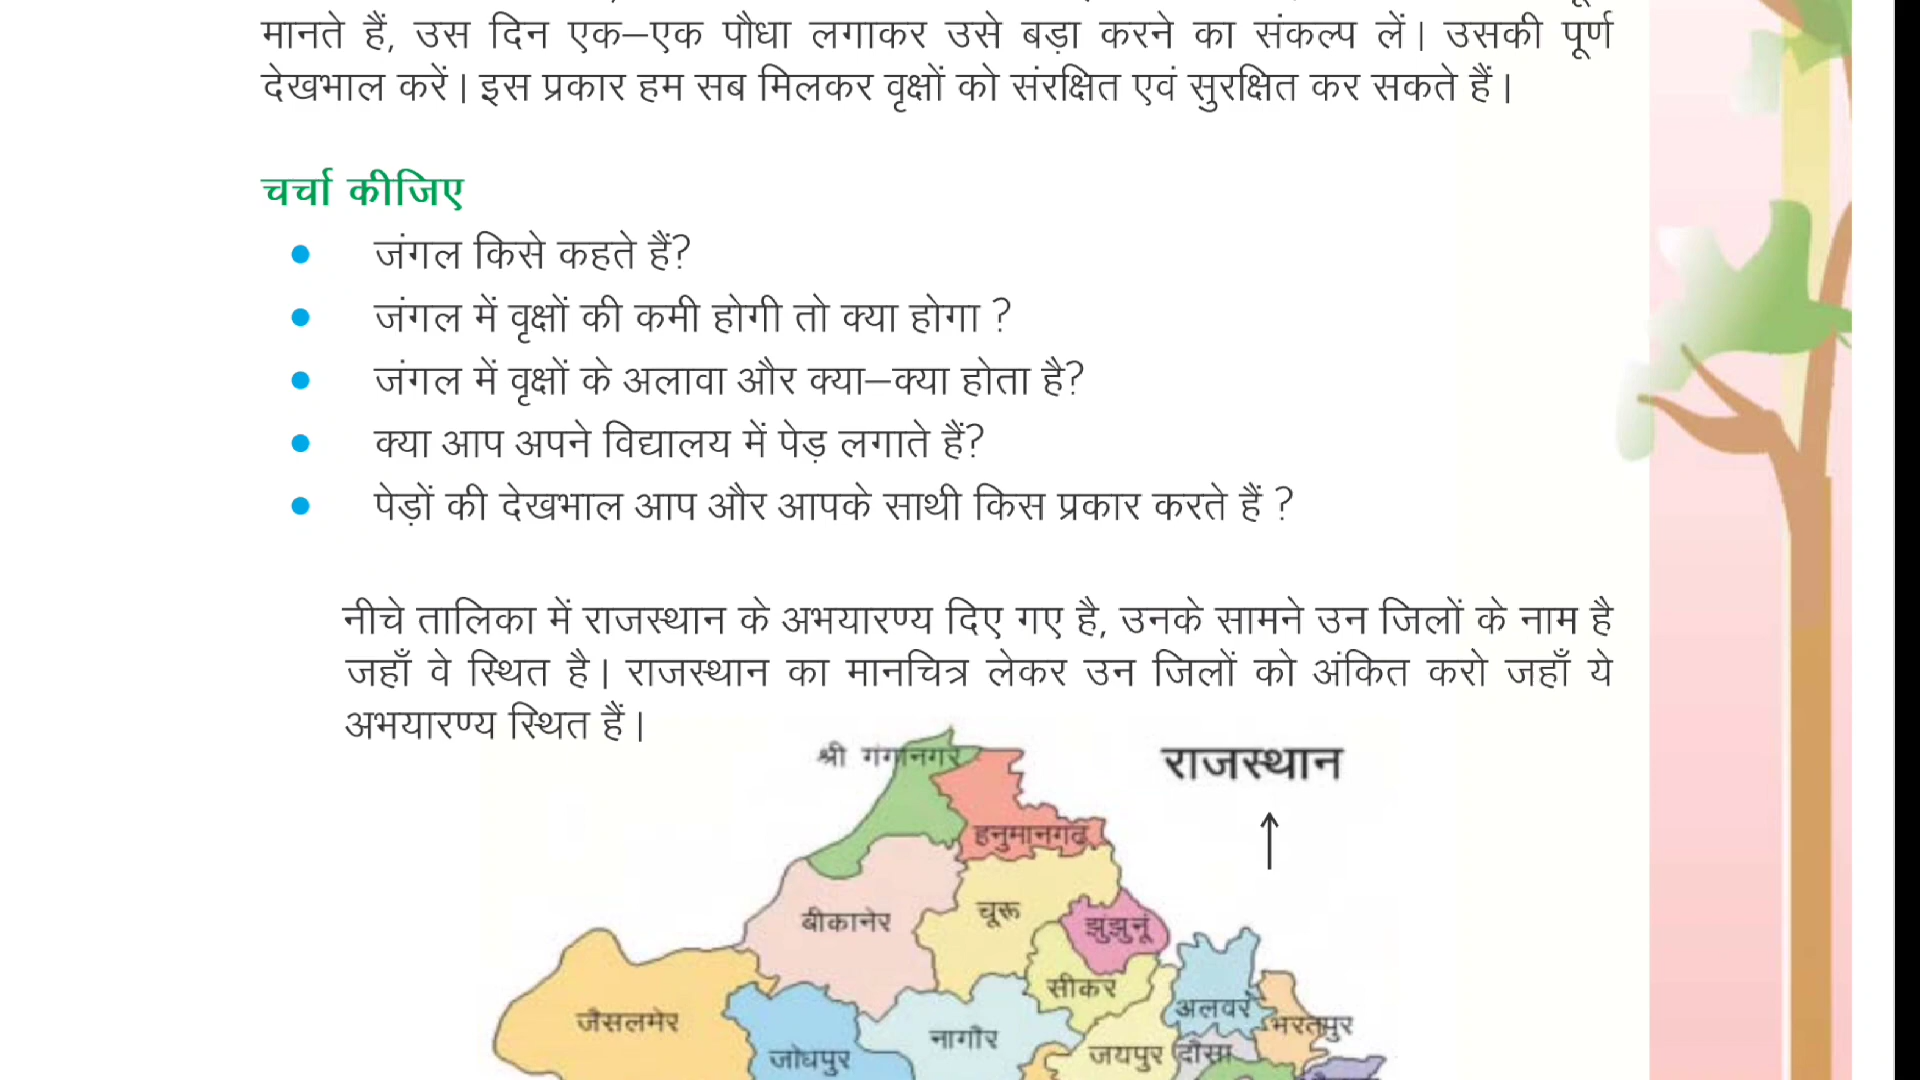 मानते हैं, उस दिन एक–एक पौधा लगाकर उसे बड़ा करने का संकल्प लें। उसकी पूर्ण
देखभाल करें। इस प्रकार हम सब मिलकर वृक्षों को संरक्षित एवं सुरक्षित कर सकते हैं।
चर्चा कीजिए
जंगल किसे कहते हैं?
जंगल में वृक्षों की कमी होगी तो क्या होगा ?
जंगल में वृक्षों के अलावा और क्या–क्या होता है?
क्या आप अपने विद्यालय में पेड़ लगाते हैं?
पेड़ों की देखभाल आप और आपके साथी किस प्रकार करते हैं ?
नीचे तालिका में राजस्थान के अभयारण्य दिए गए है, उनके सामने उन जिलों के नाम है
जहाँ वे स्थित है। राजस्थान का मानचित्र लेकर उन जिलों को अंकित करो जहाँ ये
अभयारण्य स्थित हैं।
श्री गंगानगर
राजस्थान
हनुमानगढ़
बीकानेर
चूरू
झुंझुनूं
सीकर
अलवर
जैसलमेर
नागौर
भरतपुर
जोधपुर
जयपुर
दौसा